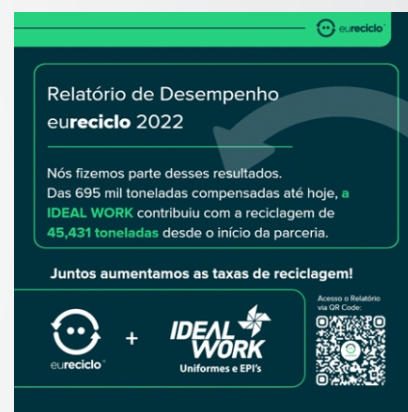 eureciclo
Relatório de Desempenho
eureciclo 2022
Nós fizemos parte desses resultados.
Das 695 mil toneladas compensadas até hoje, a
IDEAL WORK contribuiu com a reciclagem de
45,431 toneladas desde o início da parceria.
Juntos aumentamos as taxas de reciclagem!
Acesso o Relatório
via QR Code:
eureciclo
+
IDEAL
WORK
Uniformes e EPI's